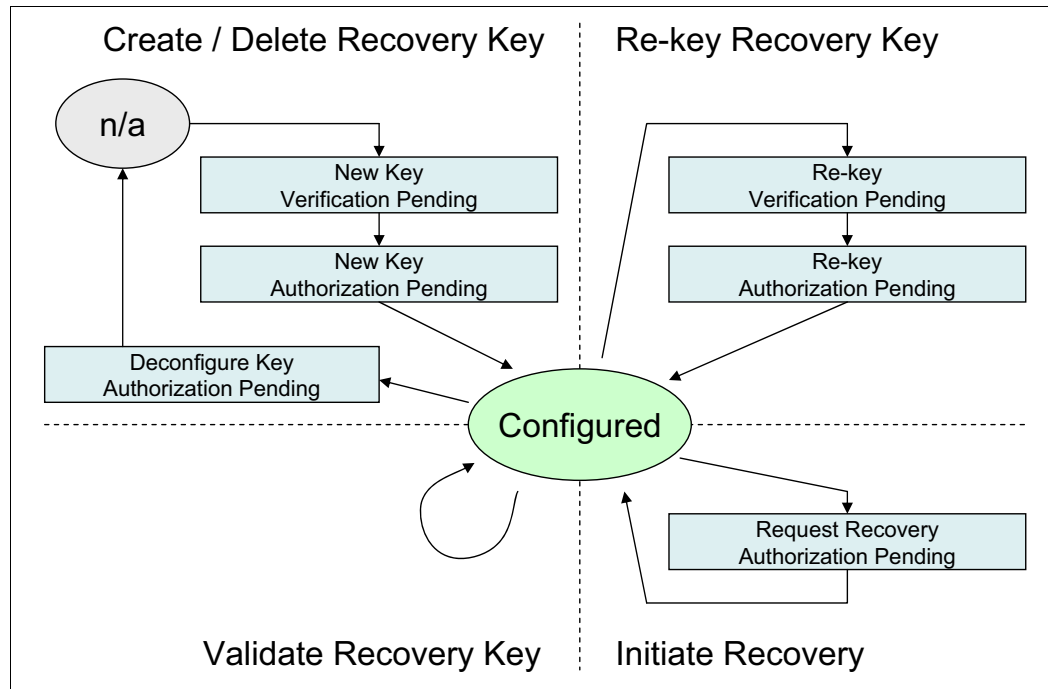 Create / Delete Recovery Key
Re-key Recovery Key
n/a
New Key
Verification Pending
New Key
Authorization Pending
Deconfigure Key
Authorization Pending
Re-key
Verification Pending
Re-key
Authorization Pending
Configured
Request Recovery
Authorization Pending
Validate Recovery Key
Initiate Recovery